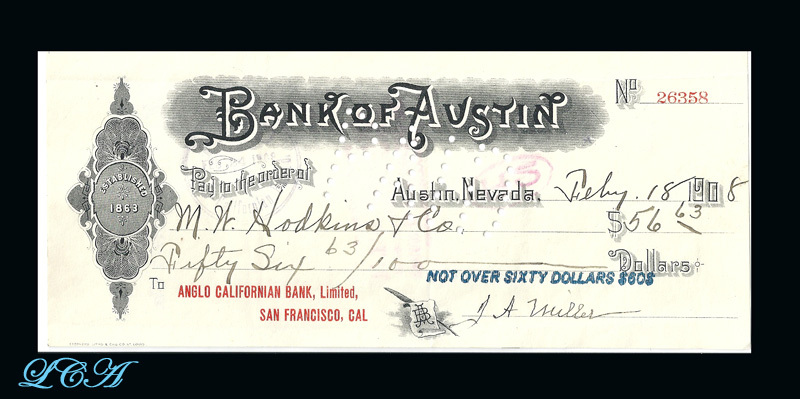 BANK OF AUSTIN
Nº 26358
Pay to the order of
Austin, Nevada, Feby. 18 1908
ESTABLISHED
1863
M. W. Hodkins & Co. $56 63
Fifty Six 63/100 Dollars
NOT OVER SIXTY DOLLARS $60$
To ANGLO CALIFORNIAN BANK, Limited,
SAN FRANCISCO, CAL
J A Miller
LCA